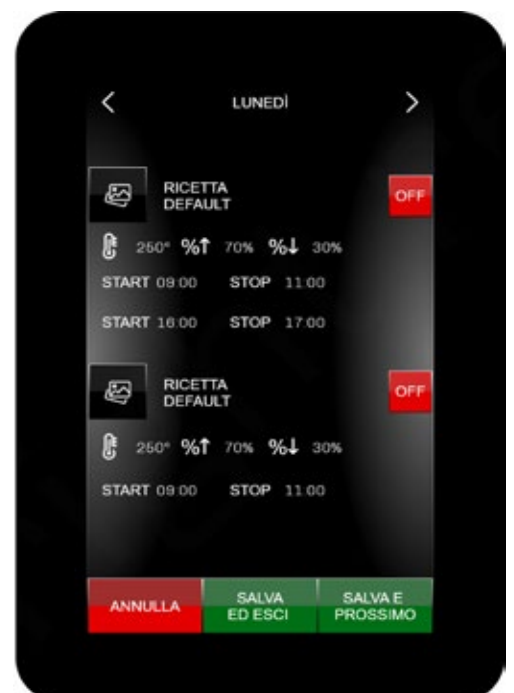 LUNEDÌ
RICETTA
DEFAULT
OFF
250° %↑ 70% %↓ 30%
START 09:00 STOP 11:00
START 16:00 STOP 17:00
RICETTA
DEFAULT
OFF
250° %↑ 70% %↓ 30%
START 09:00 STOP 11:00
ANNULLA
SALVA
ED ESCI
SALVA E
PROSSIMO